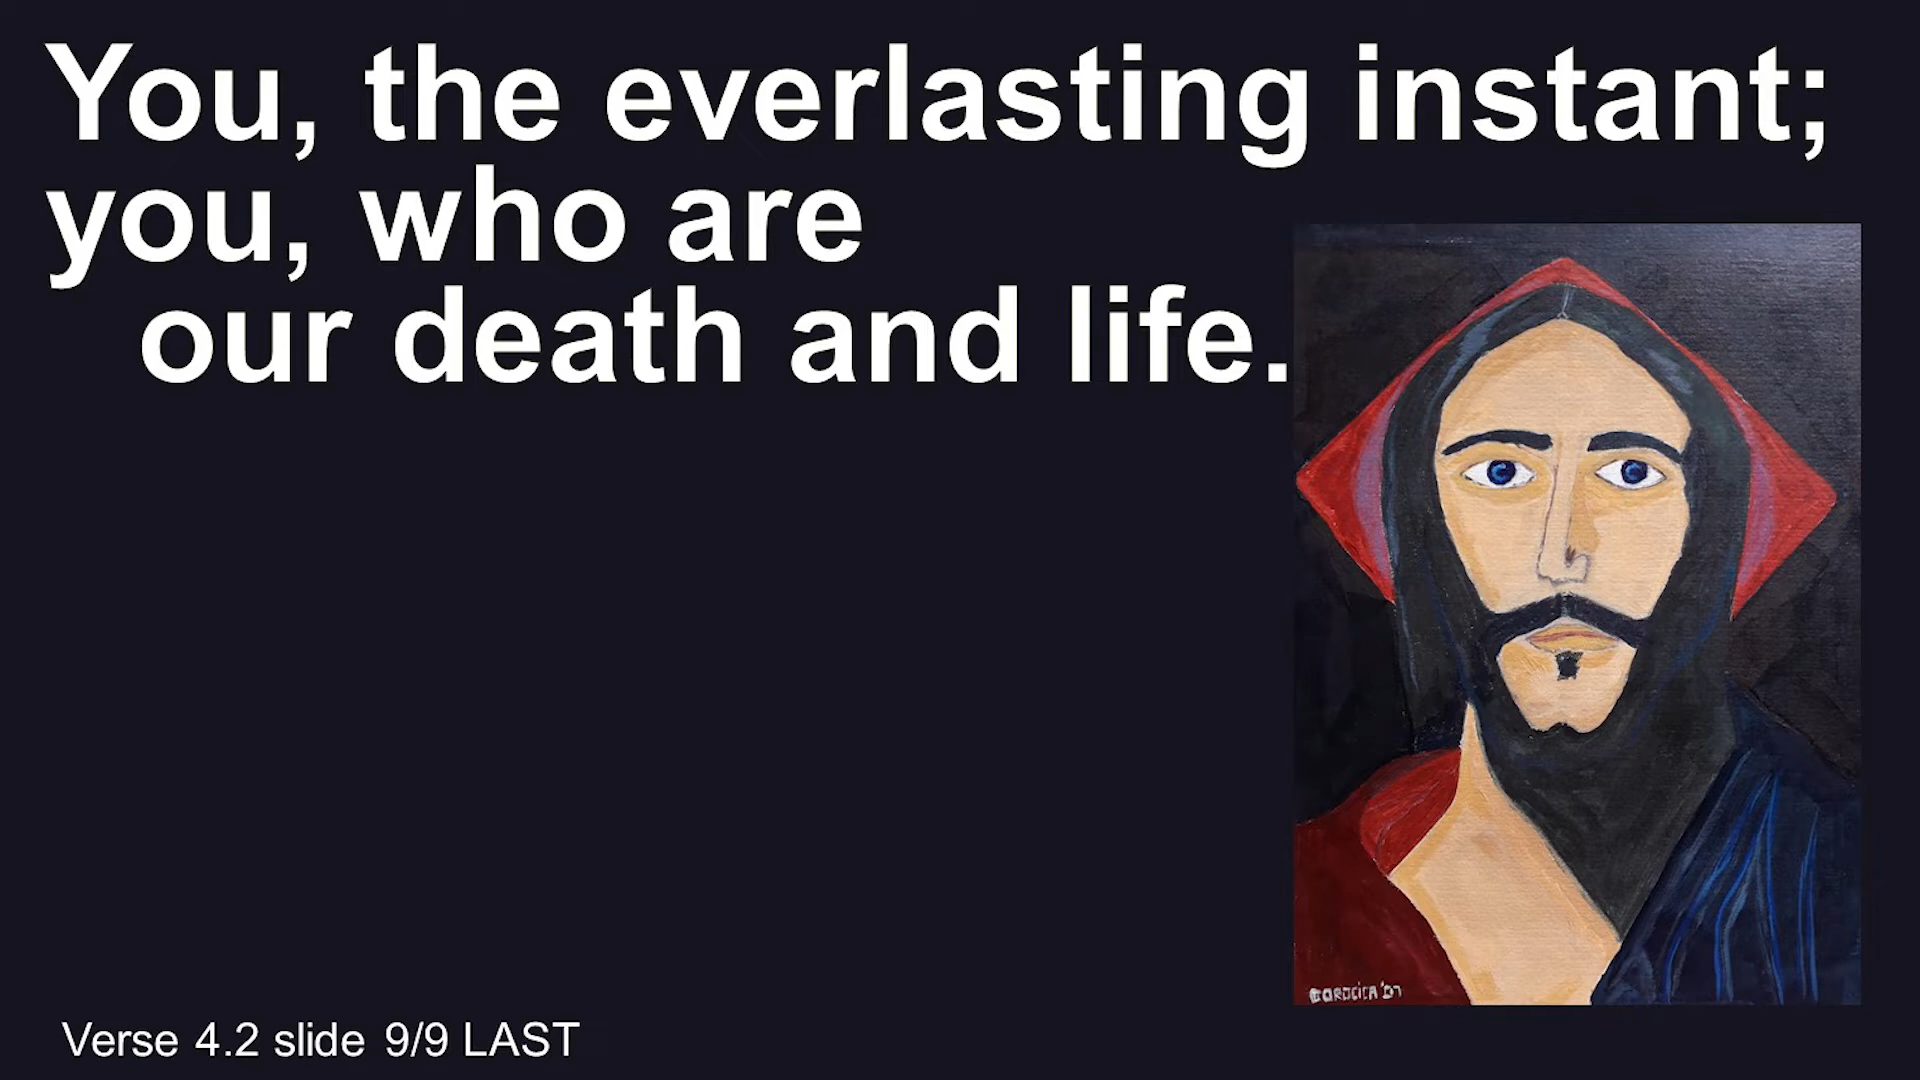 You, the everlasting instant;
you, who are
our death and life.
Verse 4.2 slide 9/9 LAST